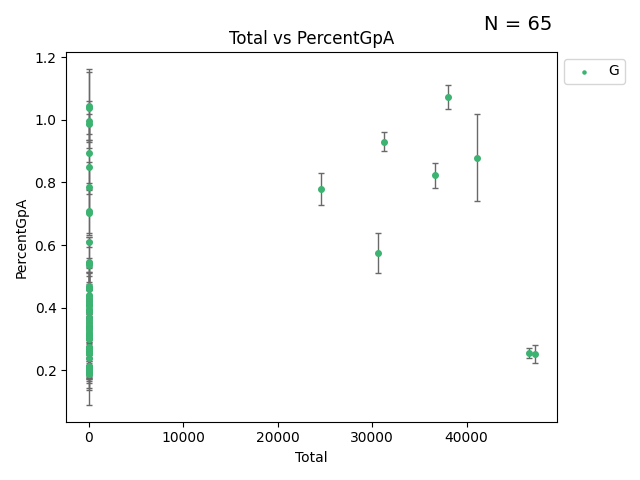 N = 65
Total vs PercentGpA
G
PercentGpA
1.2
1.0
0.8
0.6
0.4
0.2
0 10000 20000 30000 40000
Total